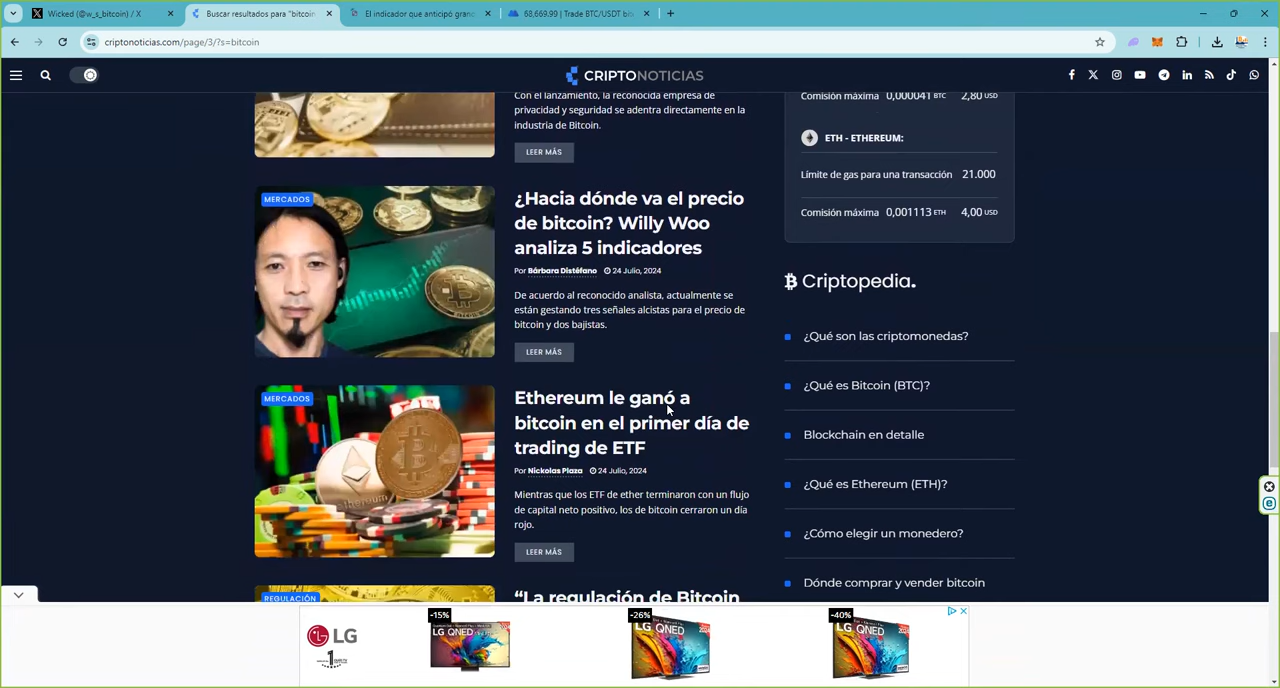 Wicked (@w_s_bitcoin) / X
Buscar resultados para "bitcoin
El indicador que anticipó granc
68,669.99 | Trade BTC/USDT bi
criptonoticias.com/page/3/?s=bitcoin
CRIPTONOTICIAS
Con el lanzamiento, la reconocida empresa de
privacidad y seguridad se adentra directamente en la
industria de Bitcoin.
LEER MÁS
MERCADOS
¿Hacia dónde va el precio
de bitcoin? Willy Woo
analiza 5 indicadores
Por Bárbara Distéfano 24 Julio, 2024
De acuerdo al reconocido analista, actualmente se
están gestando tres señales alcistas para el precio de
bitcoin y dos bajistas.
LEER MÁS
MERCADOS
Ethereum le ganó a
bitcoin en el primer día de
trading de ETF
Por Nickolas Plaza 24 Julio, 2024
Mientras que los ETF de ether terminaron con un flujo
de capital neto positivo, los de bitcoin cerraron un día
rojo.
LEER MÁS
REGULACIÓN
“La regulación de Bitcoin
Comisión máxima 0,000041 BTC 2,80 USD
ETH - ETHEREUM:
Límite de gas para una transacción 21.000
Comisión máxima 0,001113 ETH 4,00 USD
Criptopedia.
¿Qué son las criptomonedas?
¿Qué es Bitcoin (BTC)?
Blockchain en detalle
¿Qué es Ethereum (ETH)?
¿Cómo elegir un monedero?
Dónde comprar y vender bitcoin
LG
-15%
LG QNED
-26%
LG QNED
-40%
LG QNED